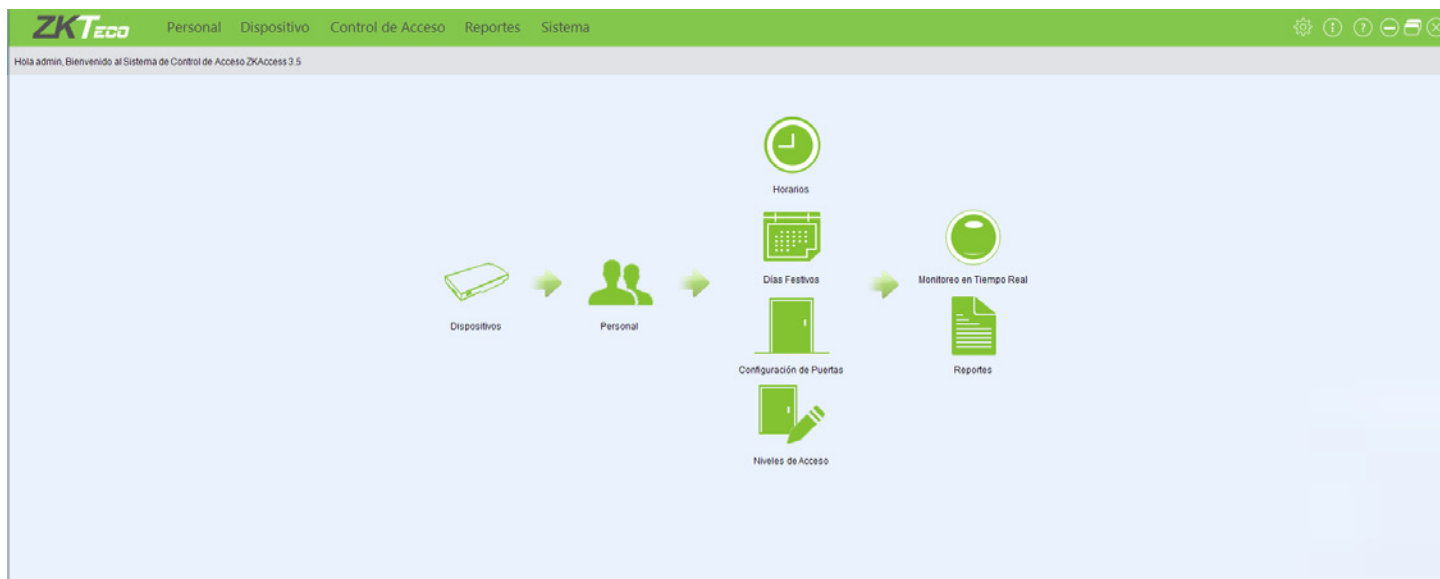 ZKTeco Personal Dispositivo Control de Acceso Reportes Sistema
Hola admin, Bienvenido al Sistema de Control de Acceso ZKAccess 3.5
Horarios
Días Festivos
Monitoreo en Tiempo Real
Dispositivos
Personal
Configuración de Puertas
Reportes
Niveles de Acceso